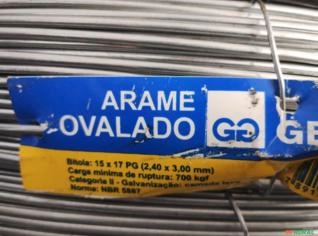 ARAME
OVALADO
GG
GE
Bitola: 15 x 17 PG (2,40 x 3,00 mm)
Carga mínima de ruptura: 700 kgf
Categoria II - Galvanização:
Norma: NBR 5887